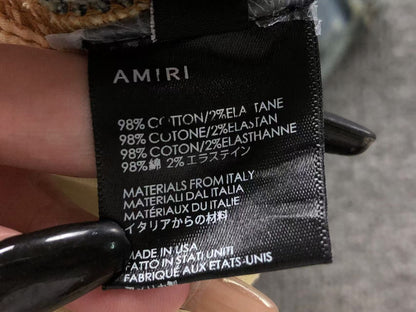 AMIRI
98% COTTON/2%ELASTANE
98% COTONE/2%ELASTAN
98% COTON/2%ELASTHANNE
98%綿 2%エラステイン
MATERIALS FROM ITALY
MATERIALI DAL ITALIA
MATÉRIAUX DU ITALIE
イタリアからの材料
MADE IN USA
FATTO IN STATI UNITI
FABRIQUE AUX ETATS-UNIS